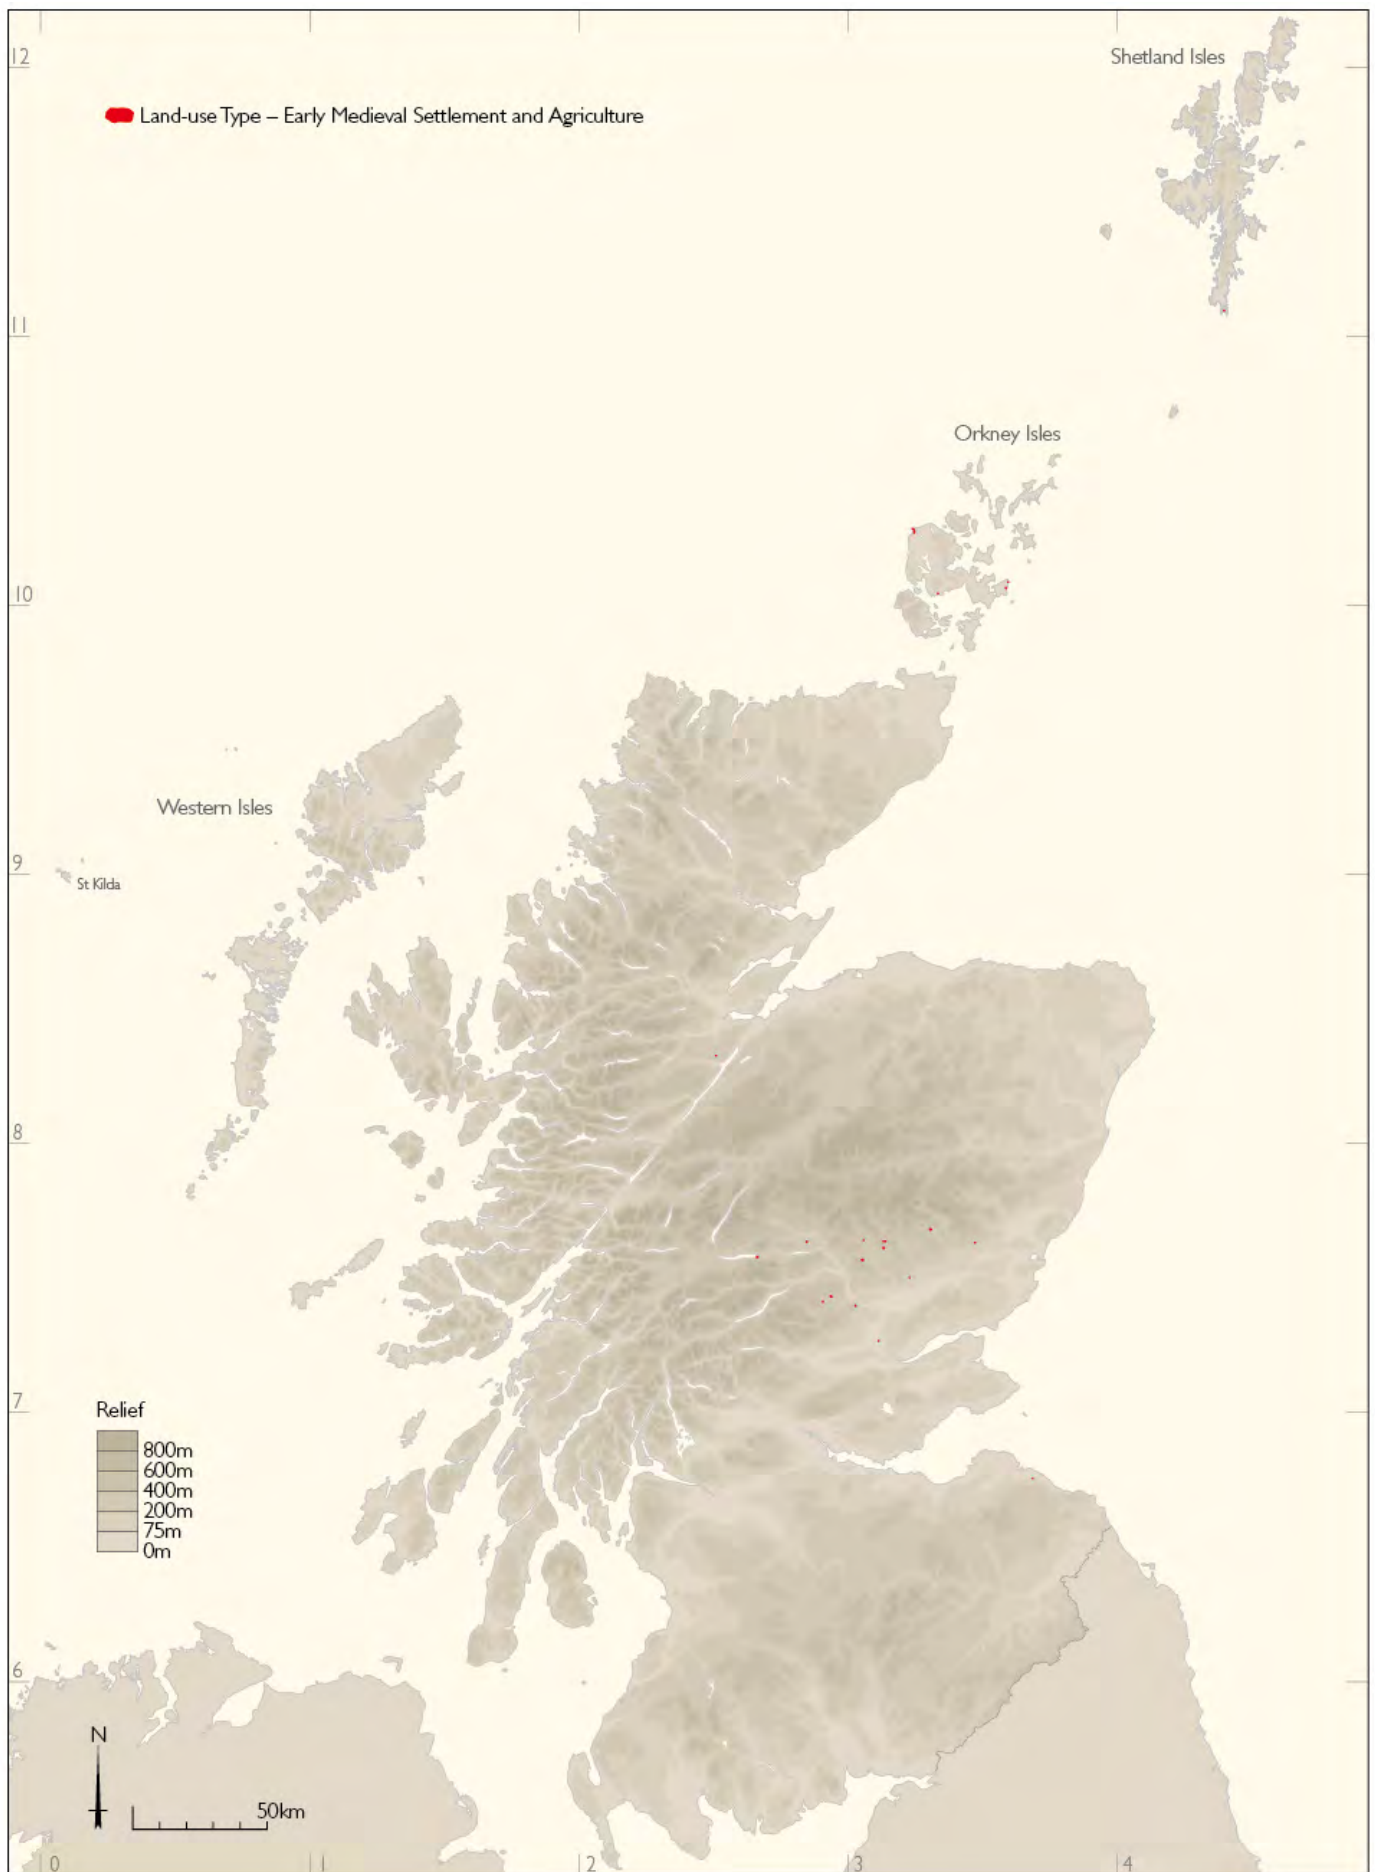 12
Shetland Isles
Land-use Type – Early Medieval Settlement and Agriculture
11
Orkney Isles
10
Western Isles
9
St Kilda
8
7
Relief
800m
600m
400m
200m
75m
0m
6
N
50km
0
1
2
3
4